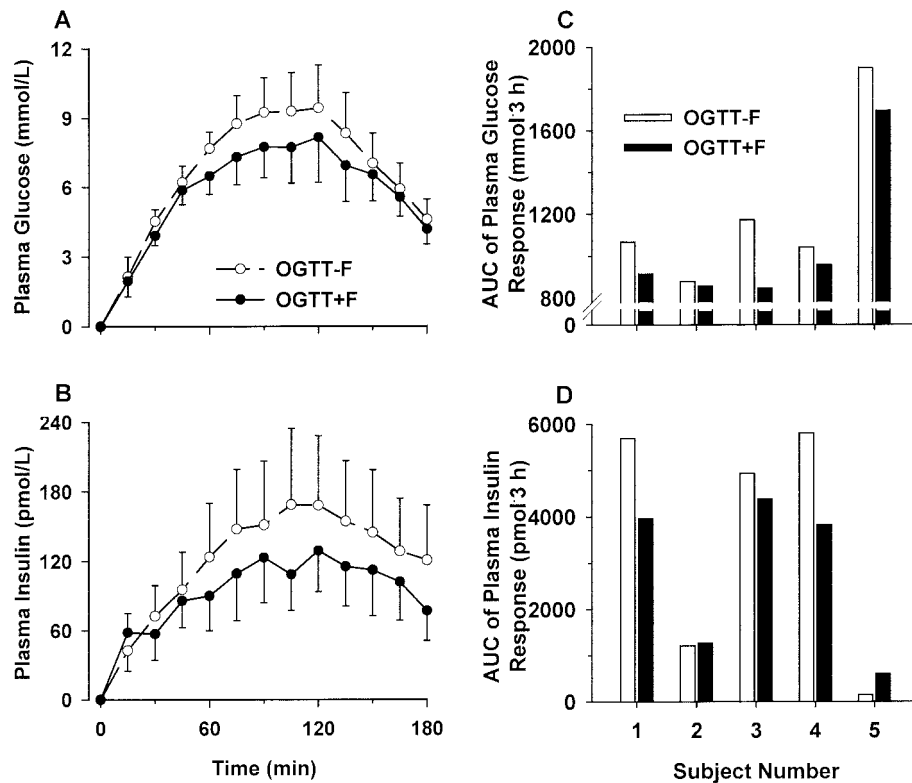 A
Plasma Glucose (mmol/L)
12
9
6
3
0
OGTT-F
OGTT+F
B
Plasma Insulin (pmol/L)
240
180
120
60
0
0
60
120
180
Time (min)
C
AUC of Plasma Glucose
Response (mmol·3 h)
2000
1600
1200
800
0
OGTT-F
OGTT+F
D
AUC of Plasma Insulin
Response (pmol·3 h)
6000
4000
2000
0
1
2
3
4
5
Subject Number